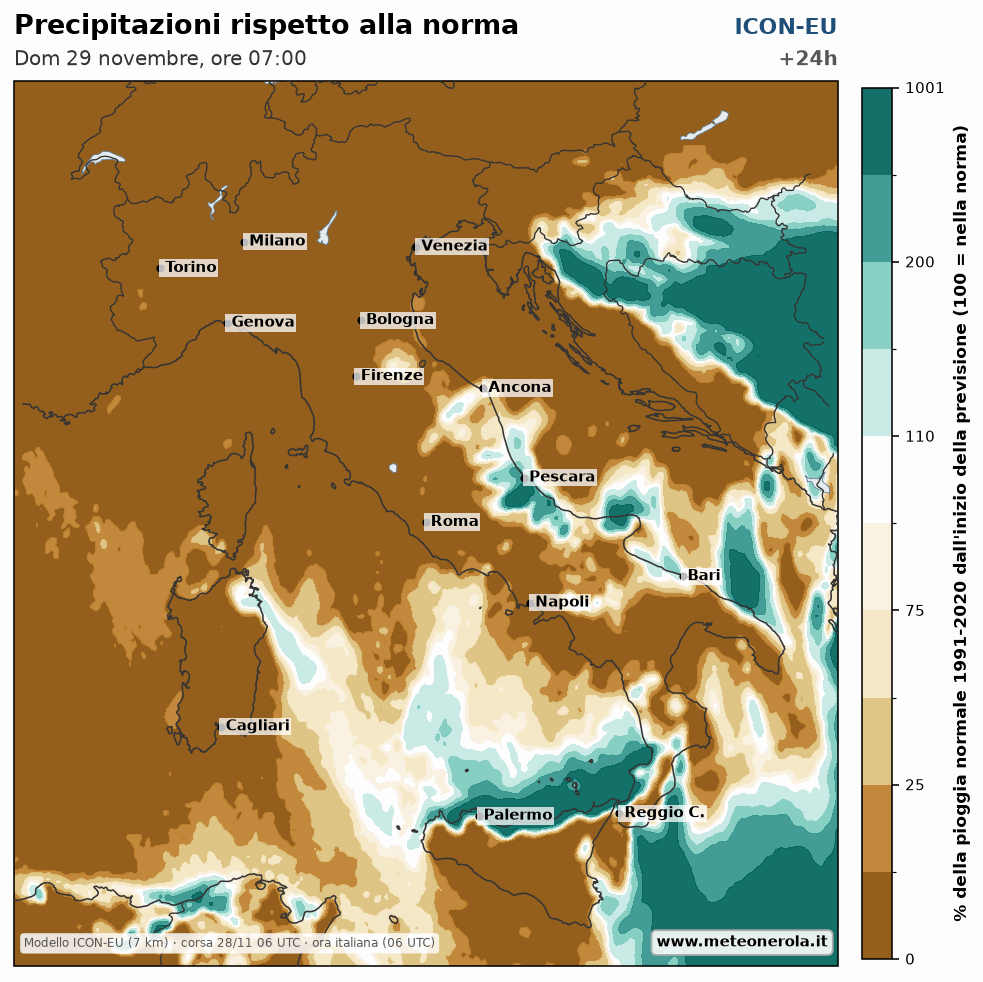 Precipitazioni rispetto alla norma
ICON-EU
Dom 29 novembre, ore 07:00
+24h
Milano
Venezia
Torino
Genova
Bologna
Firenze
Ancona
Pescara
Roma
Bari
Napoli
Cagliari
Palermo
Reggio C.
Modello ICON-EU (7 km) · corsa 28/11 06 UTC · ora italiana (06 UTC)
www.meteonerola.it
1001
200
110
75
25
0
% della pioggia normale 1991-2020 dall'inizio della previsione (100 = nella norma)